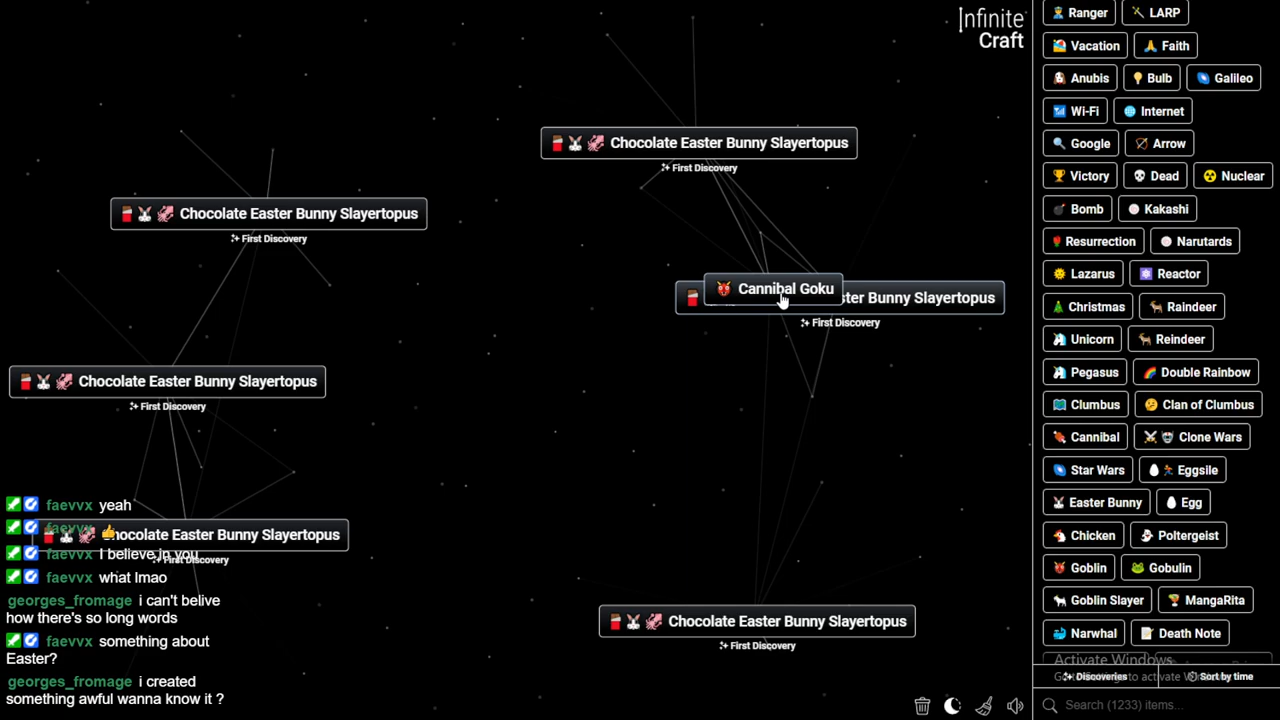 Infinite
Craft
Chocolate Easter Bunny Slayertopus
First Discovery
Chocolate Easter Bunny Slayertopus
First Discovery
Cannibal Goku
ster Bunny Slayertopus
First Discovery
Chocolate Easter Bunny Slayertopus
First Discovery
hocolate Easter Bunny Slayertopus
First Discovery
Chocolate Easter Bunny Slayertopus
First Discovery
faevvx yeah
faevvx
faevvx I believe in you
faevvx what lmao
georges_fromage i can't belive
how there's so long words
faevvx something about
Easter?
georges_fromage i created
something awful wanna know it ?
Ranger LARP
Vacation Faith
Anubis Bulb Galileo
Wi-Fi Internet
Google Arrow
Victory Dead Nuclear
Bomb Kakashi
Resurrection Narutards
Lazarus Reactor
Christmas Raindeer
Unicorn Reindeer
Pegasus Double Rainbow
Clumbus Clan of Clumbus
Cannibal Clone Wars
Star Wars Eggsile
Easter Bunny Egg
Chicken Poltergeist
Goblin Gobulin
Goblin Slayer MangaRita
Narwhal Death Note
Activate Windows
Discoveries Sort by time
Search (1233) items...